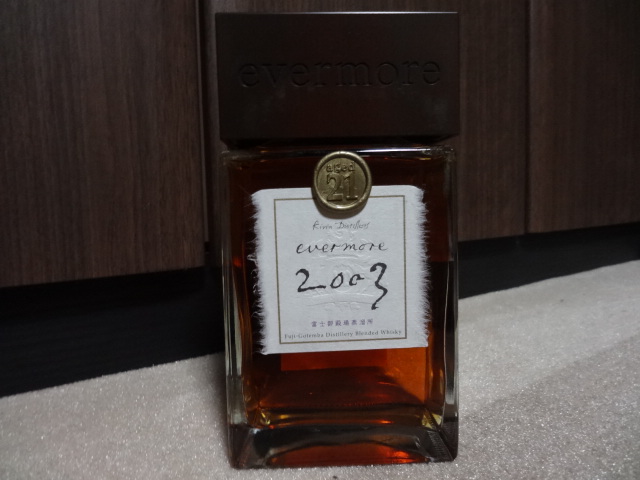 evermore
aged
21
Kirin Distillery
evermore
2003
富士御殿場蒸溜所
Fuji-Gotemba Distillery Blended Whisky